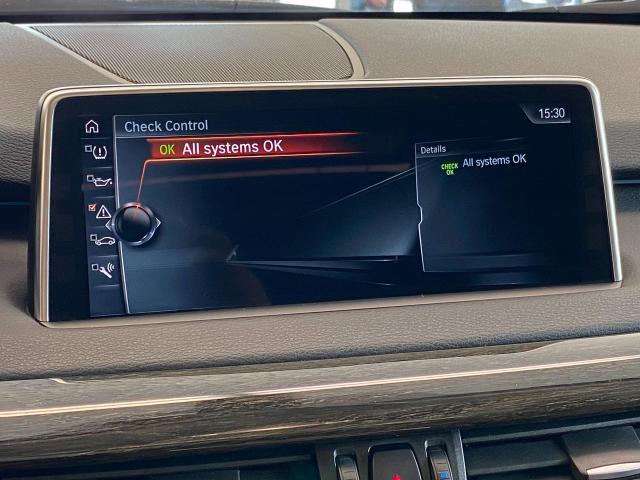 15:30
Check Control
OK All systems OK
Details
CHECK OK All systems OK